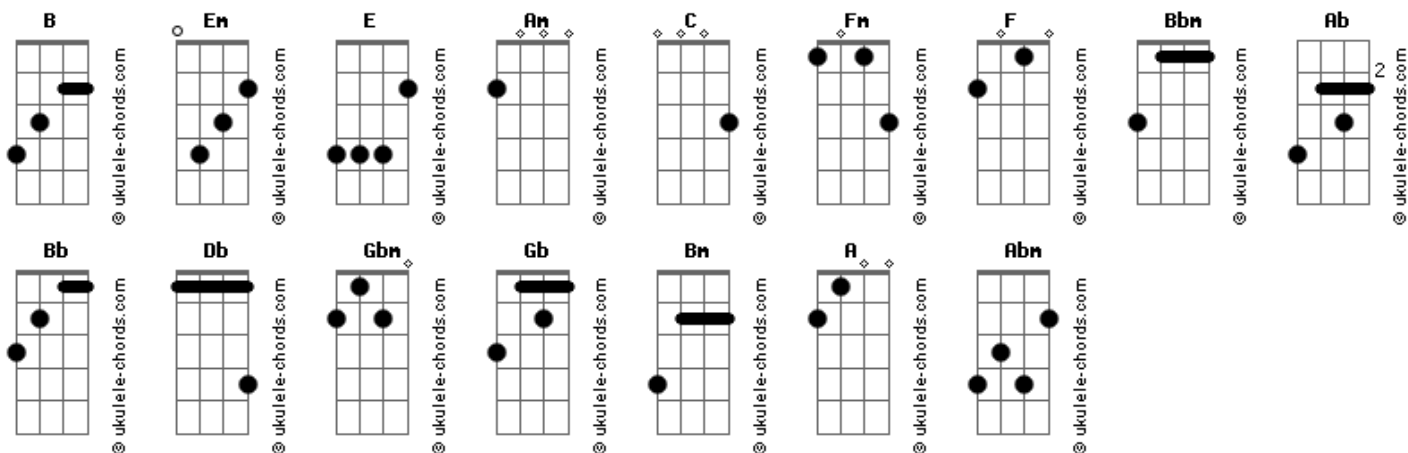 B Em E Am C Fm F Bbm Ab
2
© ukulele-chords.com © ukulele-chords.com © ukulele-chords.com © ukulele-chords.com © ukulele-chords.com © ukulele-chords.com © ukulele-chords.com © ukulele-chords.com © ukulele-chords.com
Bb Db Gbm Gb Bm A Abm
© ukulele-chords.com © ukulele-chords.com © ukulele-chords.com © ukulele-chords.com © ukulele-chords.com © ukulele-chords.com © ukulele-chords.com